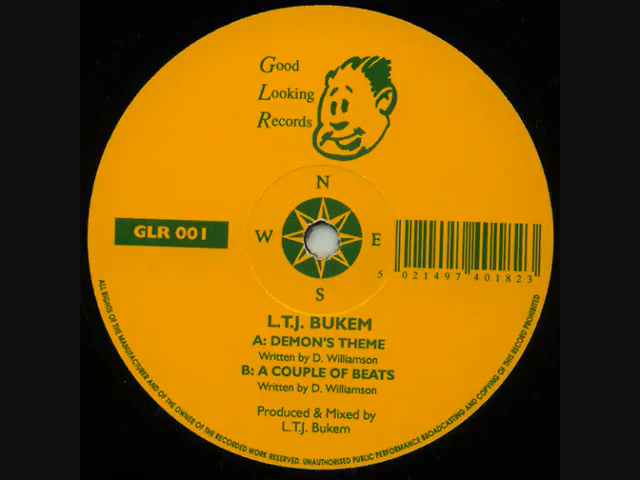 Good
Looking
Records
N
W
E
S
GLR 001
5 021497 401823
L.T.J. BUKEM
A: DEMON'S THEME
Written by D. Williamson
B: A COUPLE OF BEATS
Written by D. Williamson
Produced & Mixed by
L.T.J. Bukem
ALL RIGHTS OF THE MANUFACTURER AND OF THE OWNER OF THE RECORDED WORK RESERVED. UNAUTHORISED PUBLIC PERFORMANCE BROADCASTING AND COPYING OF THIS RECORD PROHIBITED